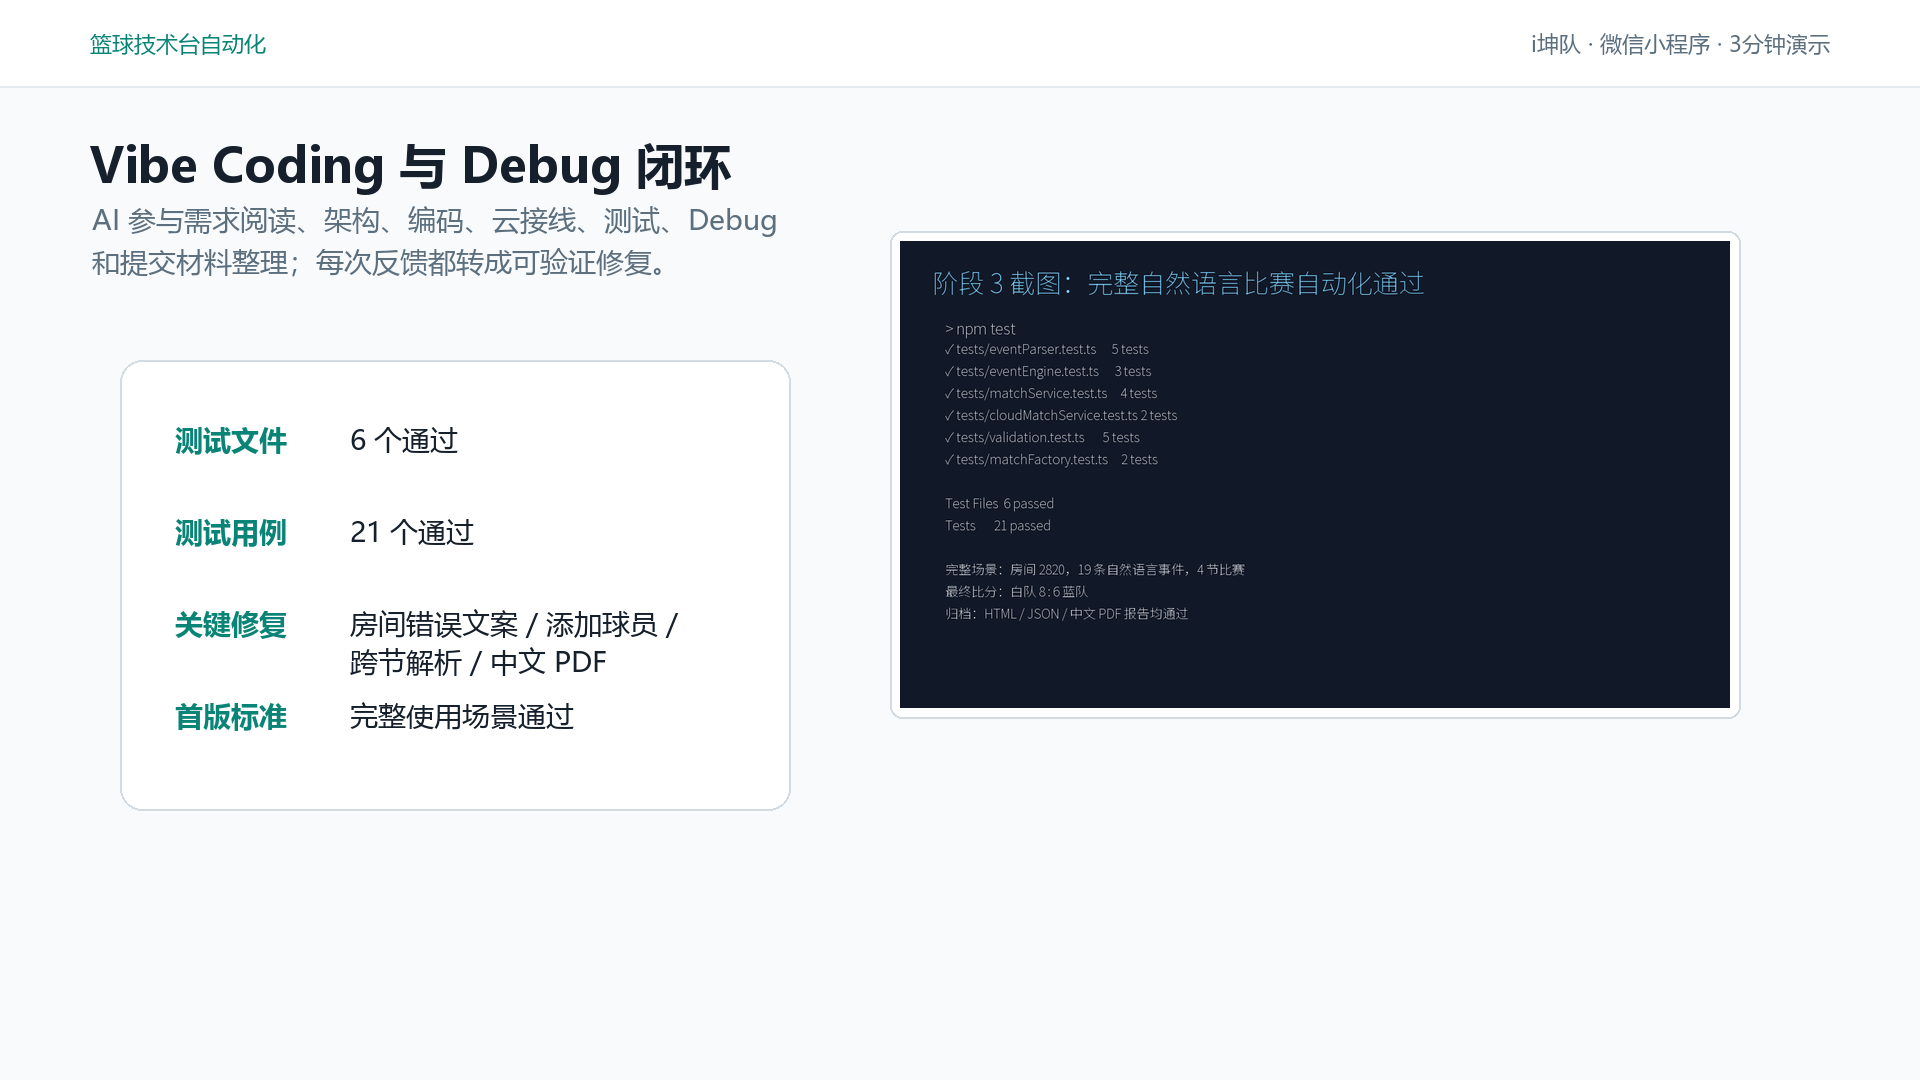 篮球技术台自动化
i坤队 · 微信小程序 · 3分钟演示
Vibe Coding 与 Debug 闭环
AI 参与需求阅读、架构、编码、云接线、测试、Debug
和提交材料整理；每次反馈都转成可验证修复。
测试文件 6 个通过
测试用例 21 个通过
关键修复 房间错误文案 / 添加球员 /
跨节解析 / 中文 PDF
首版标准 完整使用场景通过
阶段 3 截图：完整自然语言比赛自动化通过
> npm test
✓ tests/eventParser.test.ts 5 tests
✓ tests/eventEngine.test.ts 3 tests
✓ tests/matchService.test.ts 4 tests
✓ tests/cloudMatchService.test.ts 2 tests
✓ tests/validation.test.ts 5 tests
✓ tests/matchFactory.test.ts 2 tests
Test Files 6 passed
Tests 21 passed
完整场景：房间 2820，19 条自然语言事件，4 节比赛
最终比分：白队 8 : 6 蓝队
归档：HTML / JSON / 中文 PDF 报告均通过